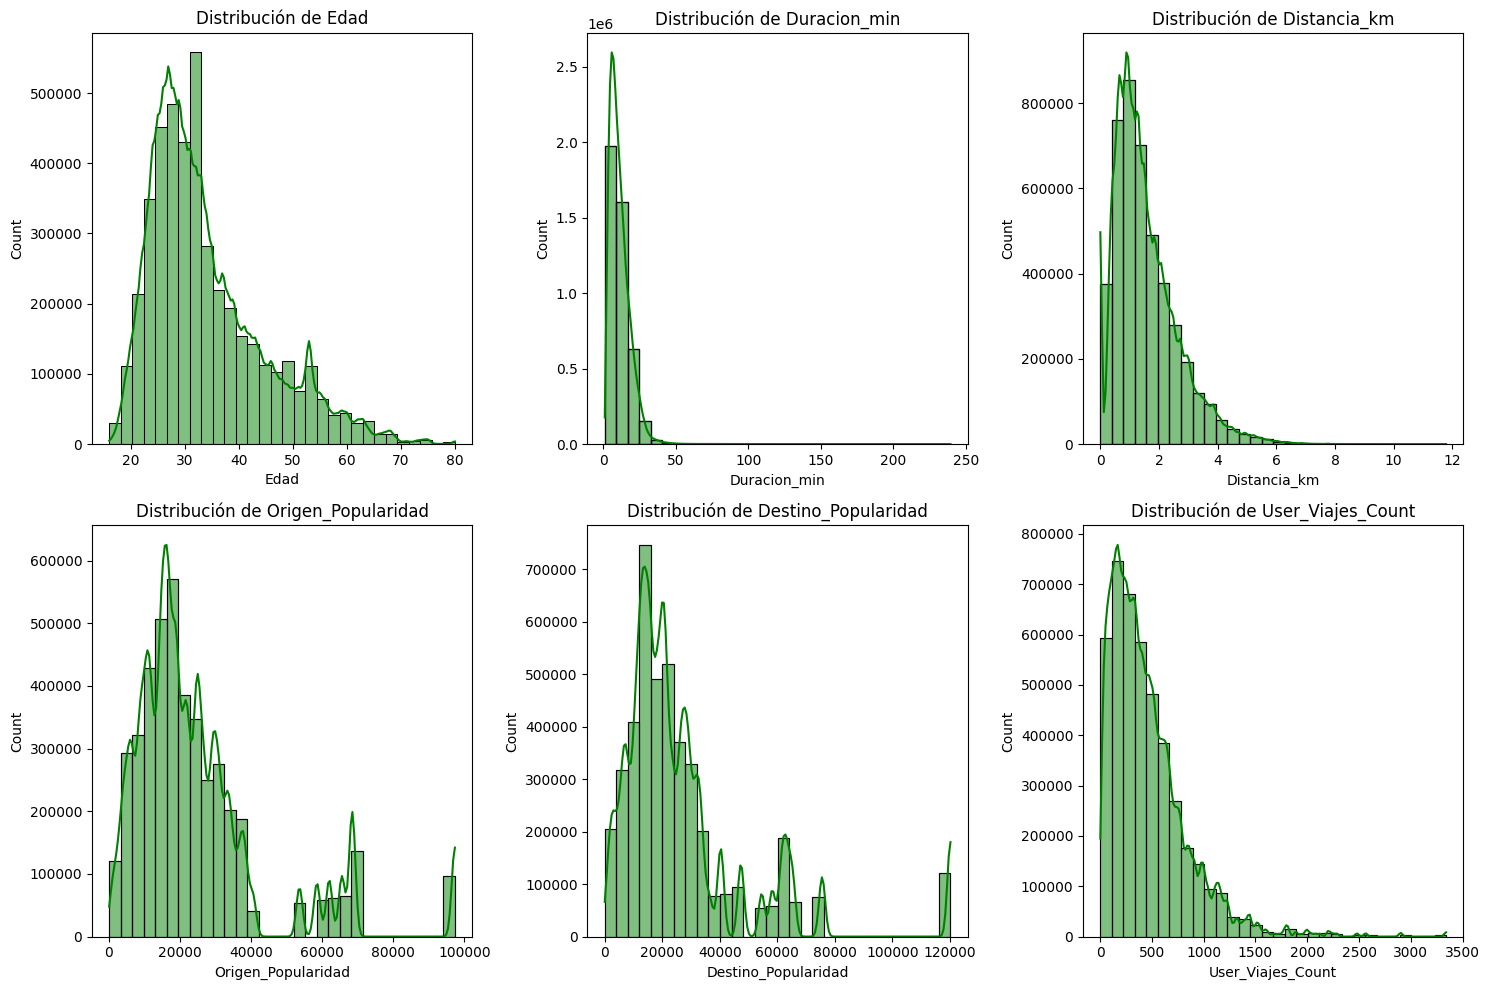 Distribución de Edad
500000
400000
300000
200000
100000
0
Count
20 30 40 50 60 70 80
Edad
Distribución de Duracion_min
1e6
2.5
2.0
1.5
1.0
0.5
0.0
Count
0 50 100 150 200 250
Duracion_min
Distribución de Distancia_km
800000
600000
400000
200000
0
Count
0 2 4 6 8 10 12
Distancia_km
Distribución de Origen_Popularidad
600000
500000
400000
300000
200000
100000
0
Count
0 20000 40000 60000 80000 100000
Origen_Popularidad
Distribución de Destino_Popularidad
700000
600000
500000
400000
300000
200000
100000
0
Count
0 20000 40000 60000 80000 100000 120000
Destino_Popularidad
Distribución de User_Viajes_Count
800000
700000
600000
500000
400000
300000
200000
100000
0
Count
0 500 1000 1500 2000 2500 3000 3500
User_Viajes_Count